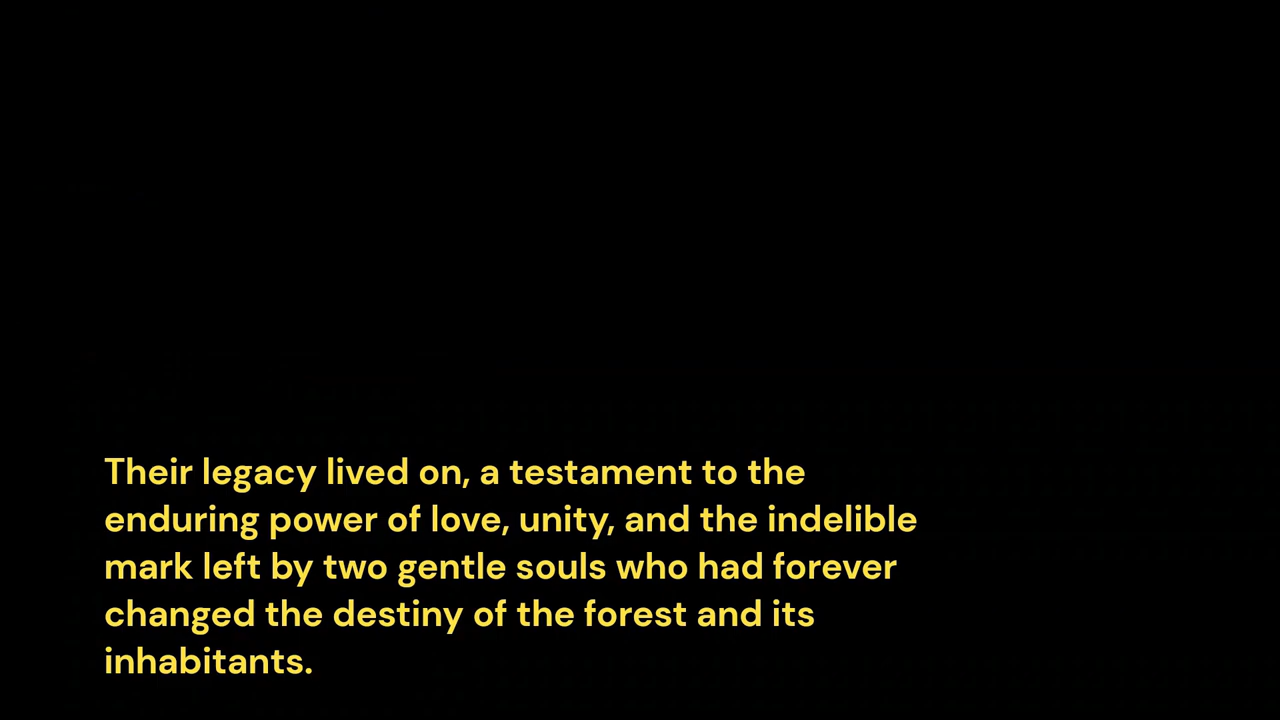 Their legacy lived on, a testament to the
enduring power of love, unity, and the indelible
mark left by two gentle souls who had forever
changed the destiny of the forest and its
inhabitants.